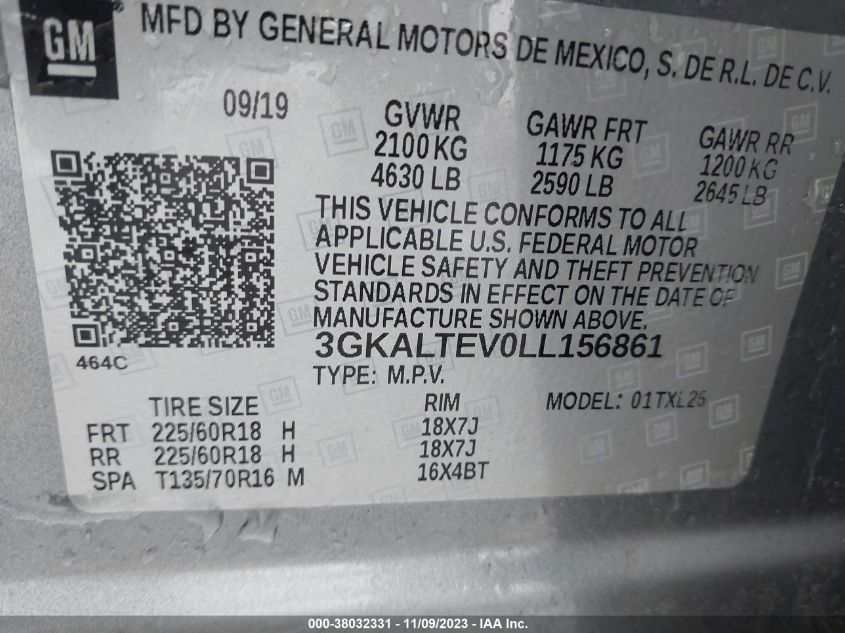 GM
MFD BY GENERAL MOTORS DE MEXICO, S. DE R.L. DE C.V.
09/19
GVWR GAWR FRT GAWR RR
2100 KG 1175 KG 1200 KG
4630 LB 2590 LB 2645 LB
THIS VEHICLE CONFORMS TO ALL
APPLICABLE U.S. FEDERAL MOTOR
VEHICLE SAFETY AND THEFT PREVENTION
STANDARDS IN EFFECT ON THE DATE OF
MANUFACTURE SHOWN ABOVE.
3GKALTEV0LL156861
464C
TYPE: M.P.V.
TIRE SIZE RIM MODEL: 01TXL26
FRT 225/60R18 H 18X7J
RR 225/60R18 H 18X7J
SPA T135/70R16 M 16X4BT
000-38032331 - 11/09/2023 - IAA Inc.